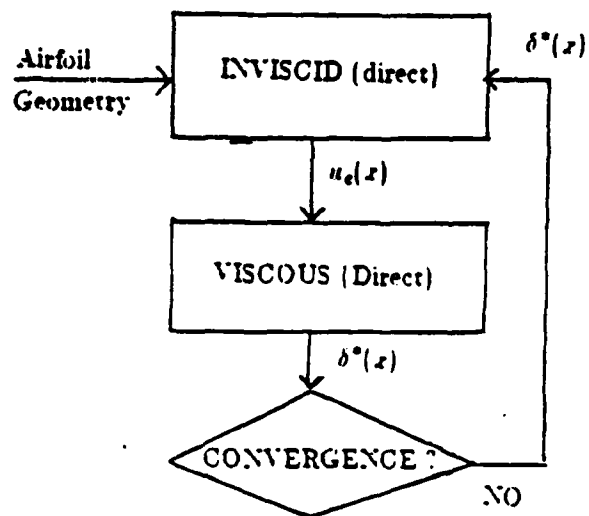 δ*(x)
Airfoil
Geometry
INVISCID (direct)
u_e(x)
VISCOUS (Direct)
δ*(x)
CONVERGENCE ?
NO